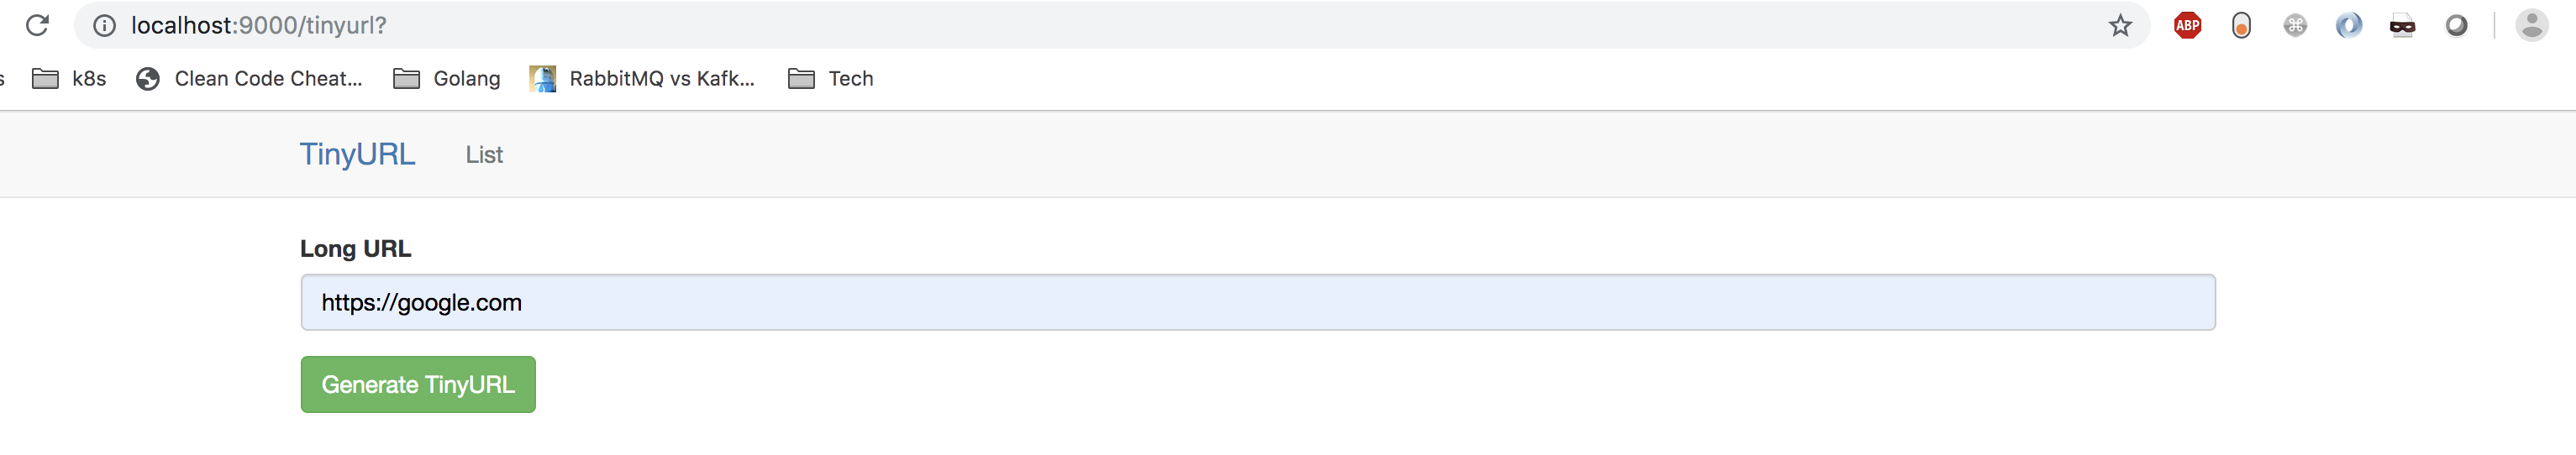 localhost:9000/tinyurl?
ABP
s k8s Clean Code Cheat... Golang RabbitMQ vs Kafk... Tech
TinyURL List
Long URL
https://google.com
Generate TinyURL